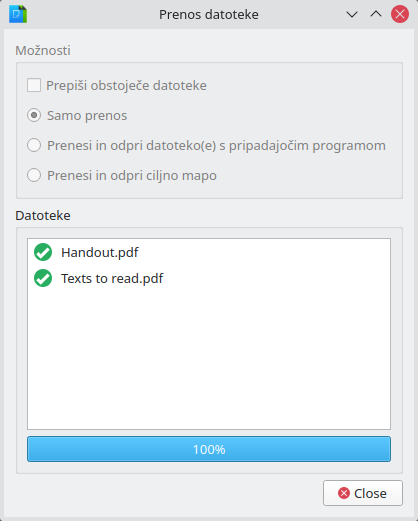 Prenos datoteke
Možnosti
Prepiši obstoječe datoteke
Samo prenos
Prenesi in odpri datoteko(e) s pripadajočim programom
Prenesi in odpri ciljno mapo
Datoteke
Handout.pdf
Texts to read.pdf
100%
Close